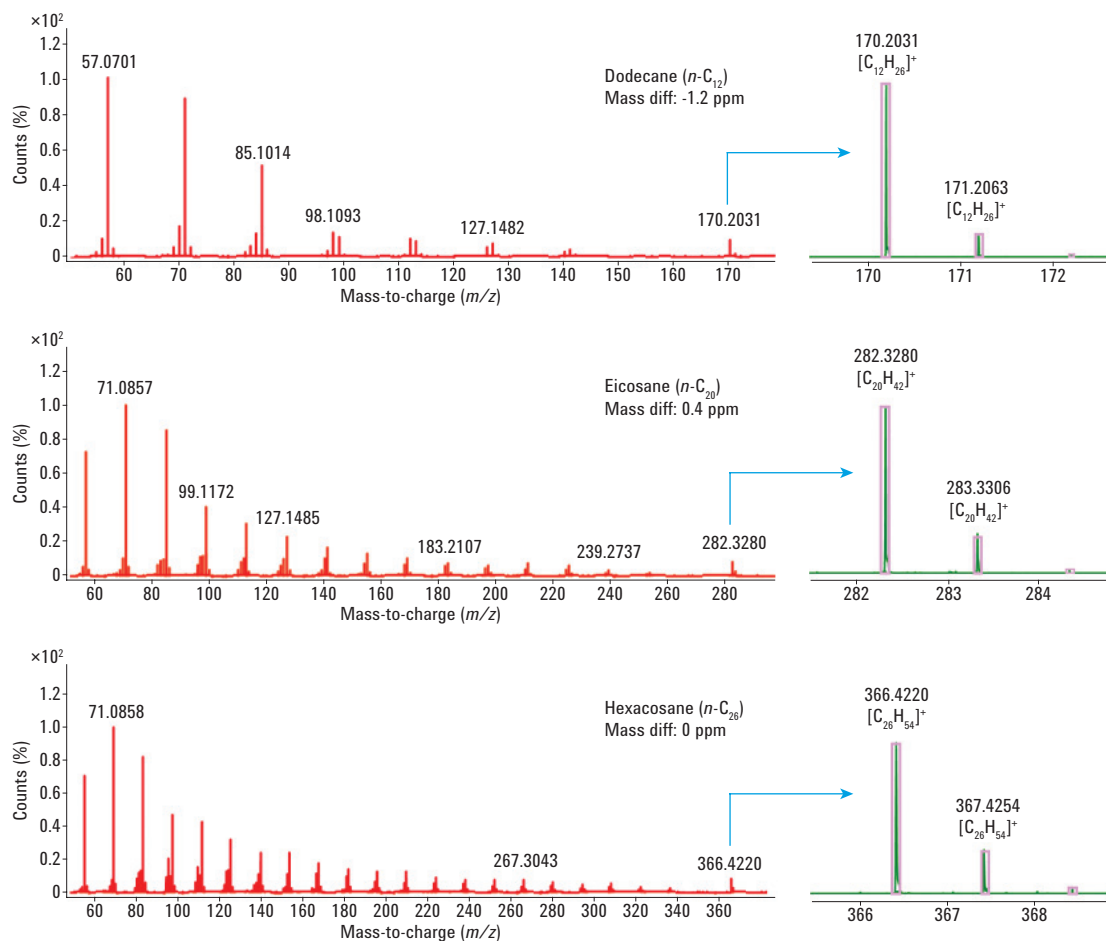 ×10²
1.2
1.0
0.8
0.6
0.4
0.2
0
Counts (%)
57.0701
85.1014
98.1093
127.1482
170.2031
Dodecane (n-C₁₂)
Mass diff: -1.2 ppm
60 70 80 90 100 110 120 130 140 150 160 170
Mass-to-charge (m/z)
170.2031
[C₁₂H₂₆]⁺
171.2063
[C₁₂H₂₆]⁺
170 171 172
×10²
1.2
1.0
0.8
0.6
0.4
0.2
0
Counts (%)
71.0857
99.1172
127.1485
183.2107
239.2737
282.3280
Eicosane (n-C₂₀)
Mass diff: 0.4 ppm
60 80 100 120 140 160 180 200 220 240 260 280
Mass-to-charge (m/z)
282.3280
[C₂₀H₄₂]⁺
283.3306
[C₂₀H₄₂]⁺
282 283 284
×10²
1.2
1.0
0.8
0.6
0.4
0.2
0
Counts (%)
71.0858
267.3043
366.4220
Hexacosane (n-C₂₆)
Mass diff: 0 ppm
60 80 100 120 140 160 180 200 220 240 260 280 300 320 340 360
Mass-to-charge (m/z)
366.4220
[C₂₆H₅₄]⁺
367.4254
[C₂₆H₅₄]⁺
366 367 368